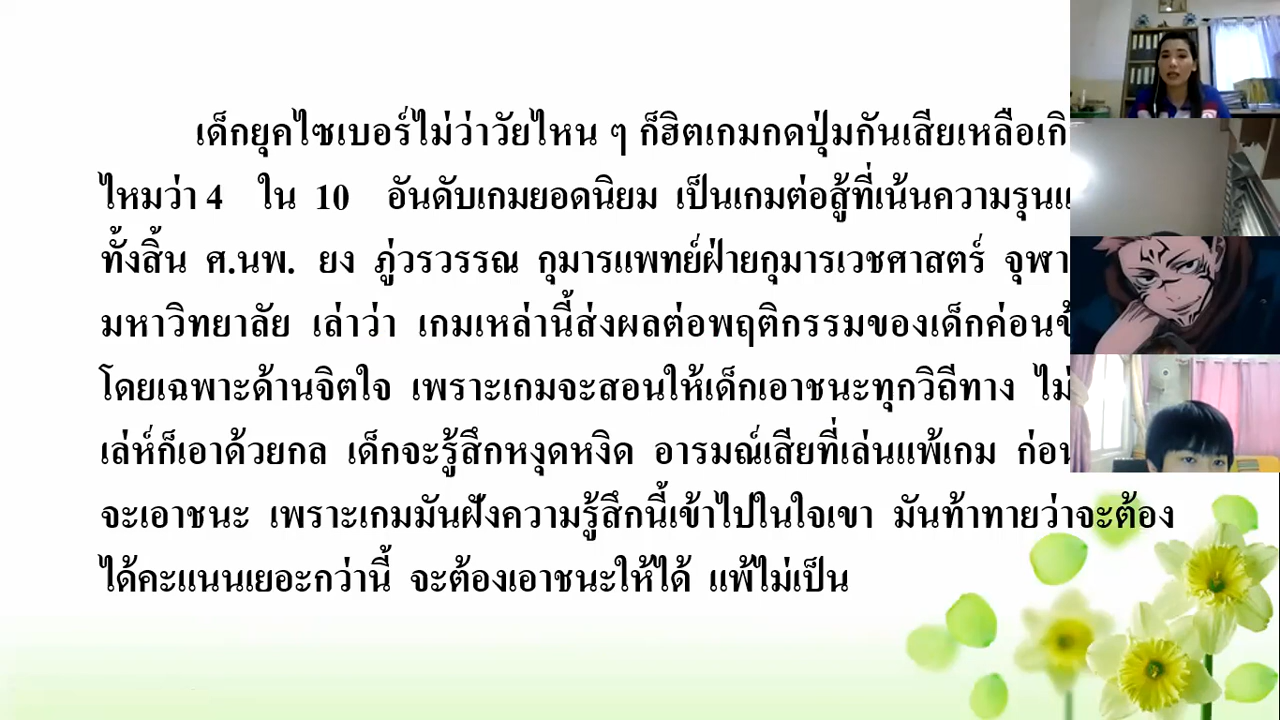 เด็กยุคไซเบอร์ไม่ว่าวัยไหน ๆ ก็ฮิตเกมกดปุ่มกันเสียเหลือ
ไหมว่า 4 ใน 10 อันดับเกมยอดนิยม เป็นเกมต่อสู้ที่เน้นความ
ทั้งสิ้น ศ.นพ. ยง ภู่วรวรรณ กุมารแพทย์ฝ่ายกุมารเวชศาสตร์
มหาวิทยาลัย เล่าว่า เกมเหล่านี้ส่งผลต่อพฤติกรรมของเด็ก
โดยเฉพาะด้านจิตใจ เพราะเกมจะสอนให้เด็กเอาชนะทุกวิถีทาง
เล่ห์ก็เอาด้วยกล เด็กจะรู้สึกหงุดหงิด อารมณ์เสียที่เล่นแพ้เกม
จะเอาชนะ เพราะเกมมันฝังความรู้สึกนี้เข้าไปในใจเขา มันท้าทายว่าจะต้อง
ได้คะแนนเยอะกว่านี้ จะต้องเอาชนะให้ได้ แพ้ไม่เป็น